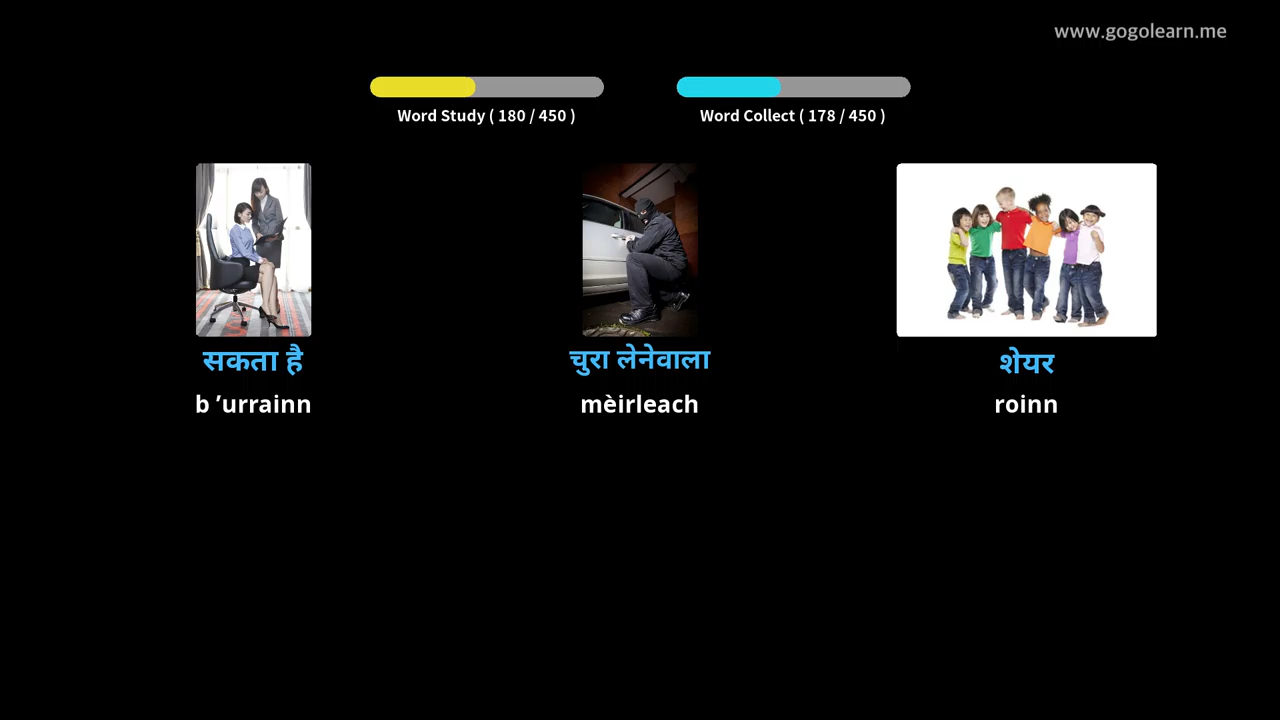 www.gogolearn.me
Word Study ( 180 / 450 )
Word Collect ( 178 / 450 )
सकता है
चुरा लेनेवाला
शेयर
b ’urrainn
mèirleach
roinn